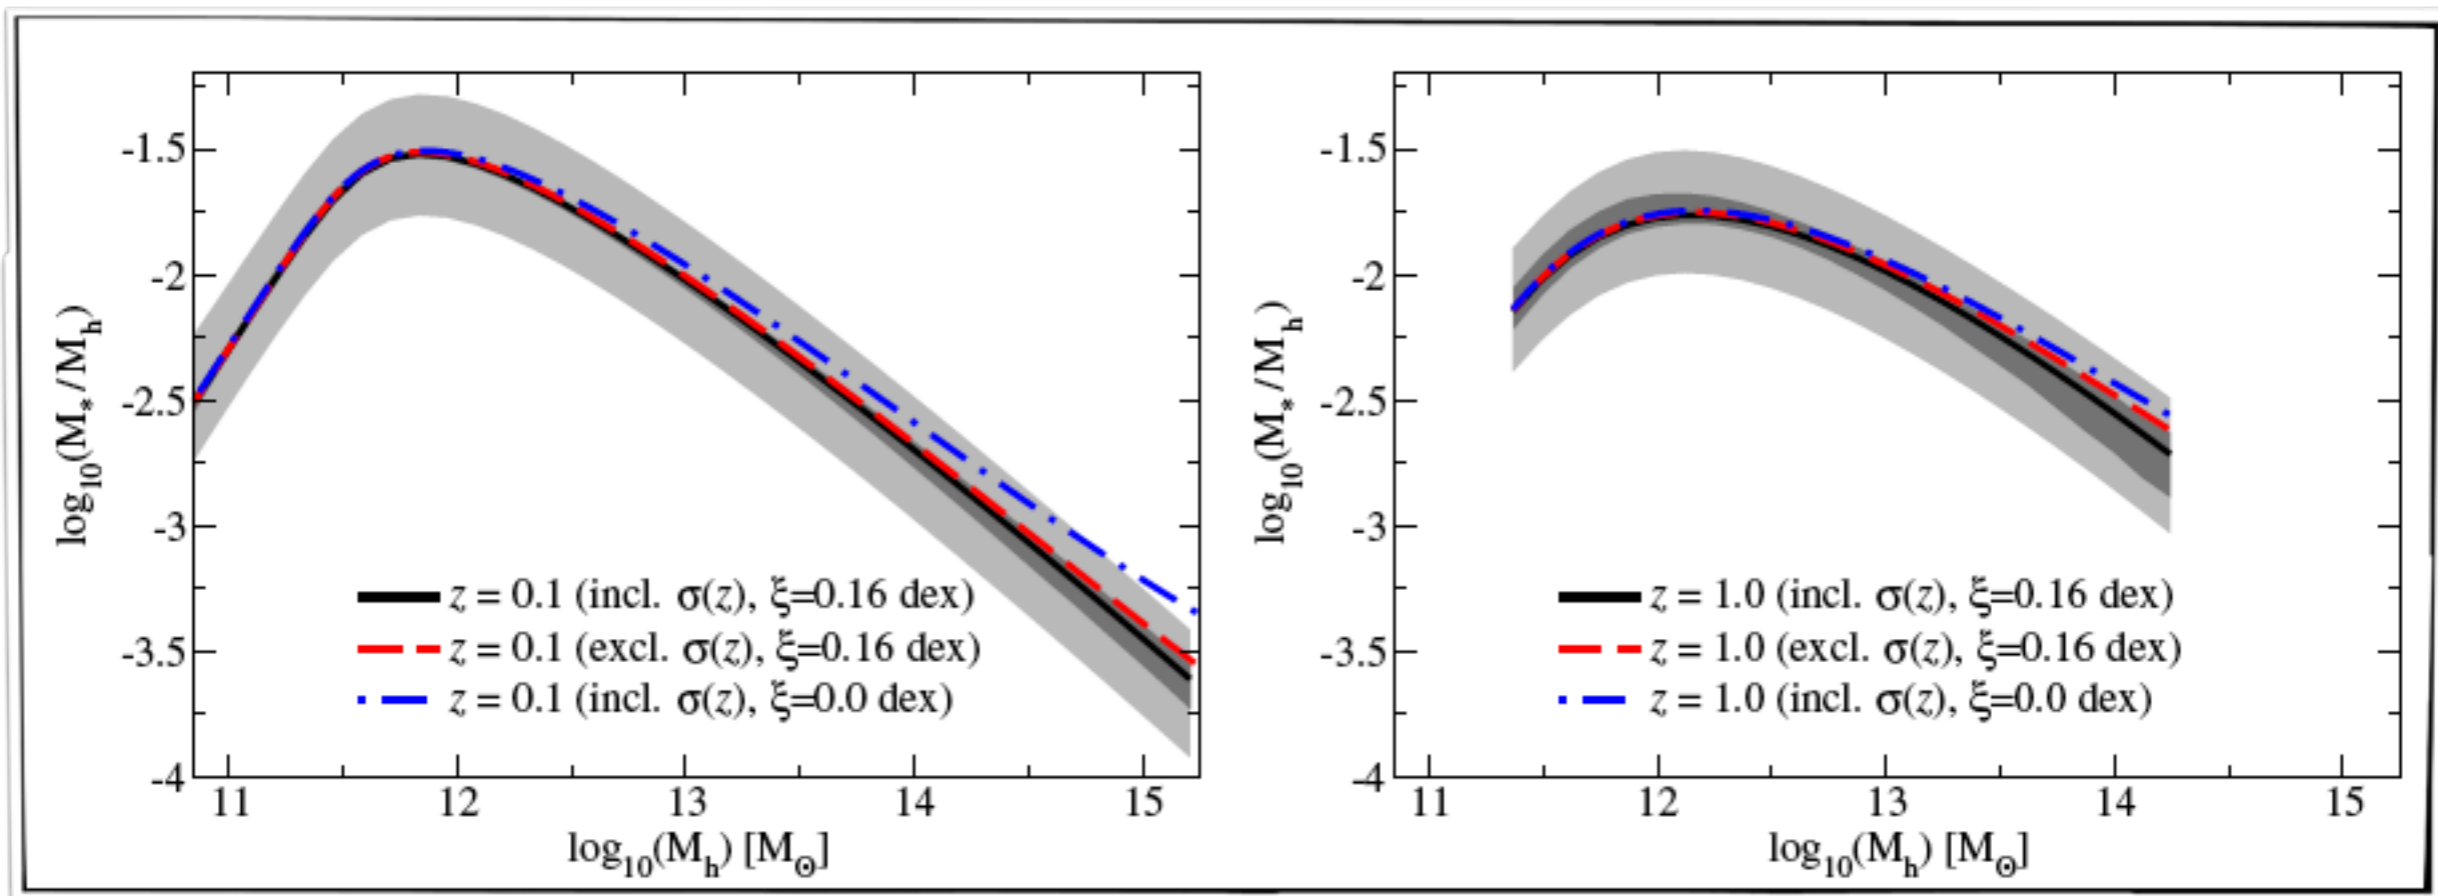 -1.5
-2
-2.5
-3
-3.5
-4
log₁₀(M*/Mₕ)
z = 0.1 (incl. σ(z), ξ=0.16 dex)
z = 0.1 (excl. σ(z), ξ=0.16 dex)
z = 0.1 (incl. σ(z), ξ=0.0 dex)
11 12 13 14 15
log₁₀(Mₕ) [M⊙]
-1.5
-2
-2.5
-3
-3.5
-4
log₁₀(M*/Mₕ)
z = 1.0 (incl. σ(z), ξ=0.16 dex)
z = 1.0 (excl. σ(z), ξ=0.16 dex)
z = 1.0 (incl. σ(z), ξ=0.0 dex)
11 12 13 14 15
log₁₀(Mₕ) [M⊙]